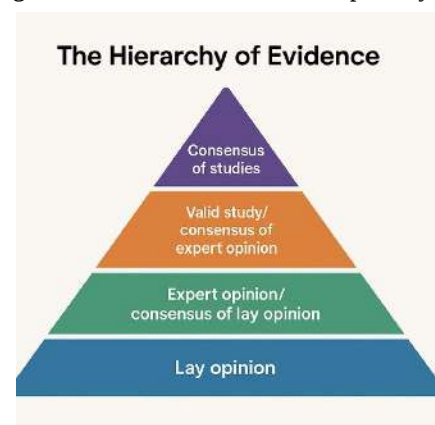 The Hierarchy of Evidence
Consensus
of studies
Valid study/
consensus of
expert opinion
Expert opinion/
consensus of lay opinion
Lay opinion